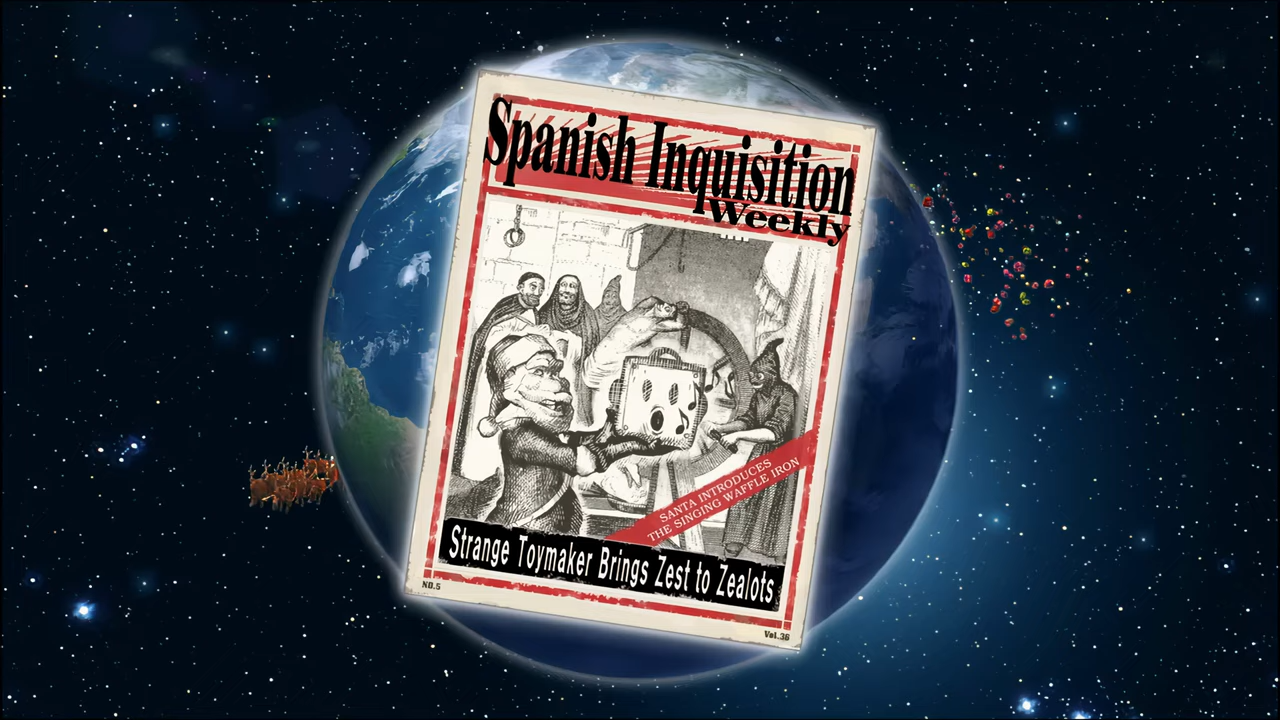 Spanish Inquisition
Weekly
SANTA INTRODUCES
THE SINGING WAFFLE IRON
Strange Toymaker Brings Zest to Zealots
NO.5
Vol.36